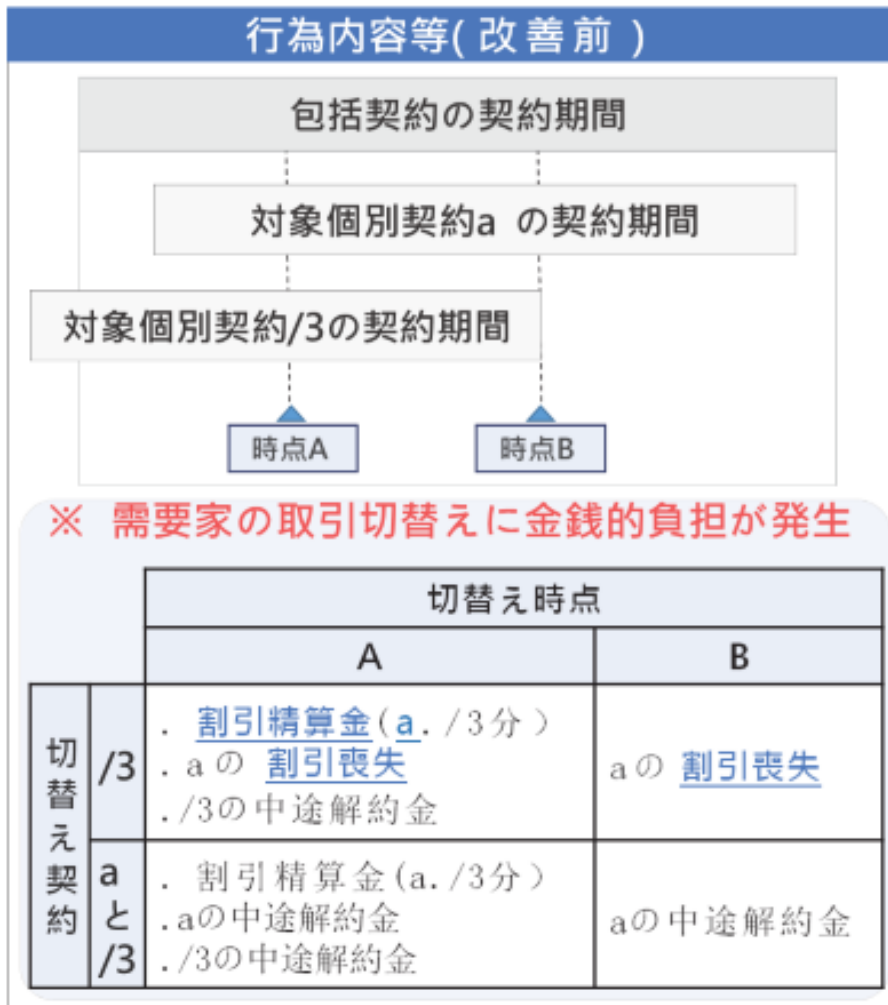 行為内容等(改善前)
包括契約の契約期間
対象個別契約a の契約期間
対象個別契約/3の契約期間
時点A
時点B
※ 需要家の取引切替えに金銭的負担が発生
切替え時点
A
B
切替え契約
/3
. 割引精算金(a./3分)
. aの 割引喪失
./3の中途解約金
aの 割引喪失
aと/3
. 割引精算金(a./3分)
.aの中途解約金
./3の中途解約金
aの中途解約金